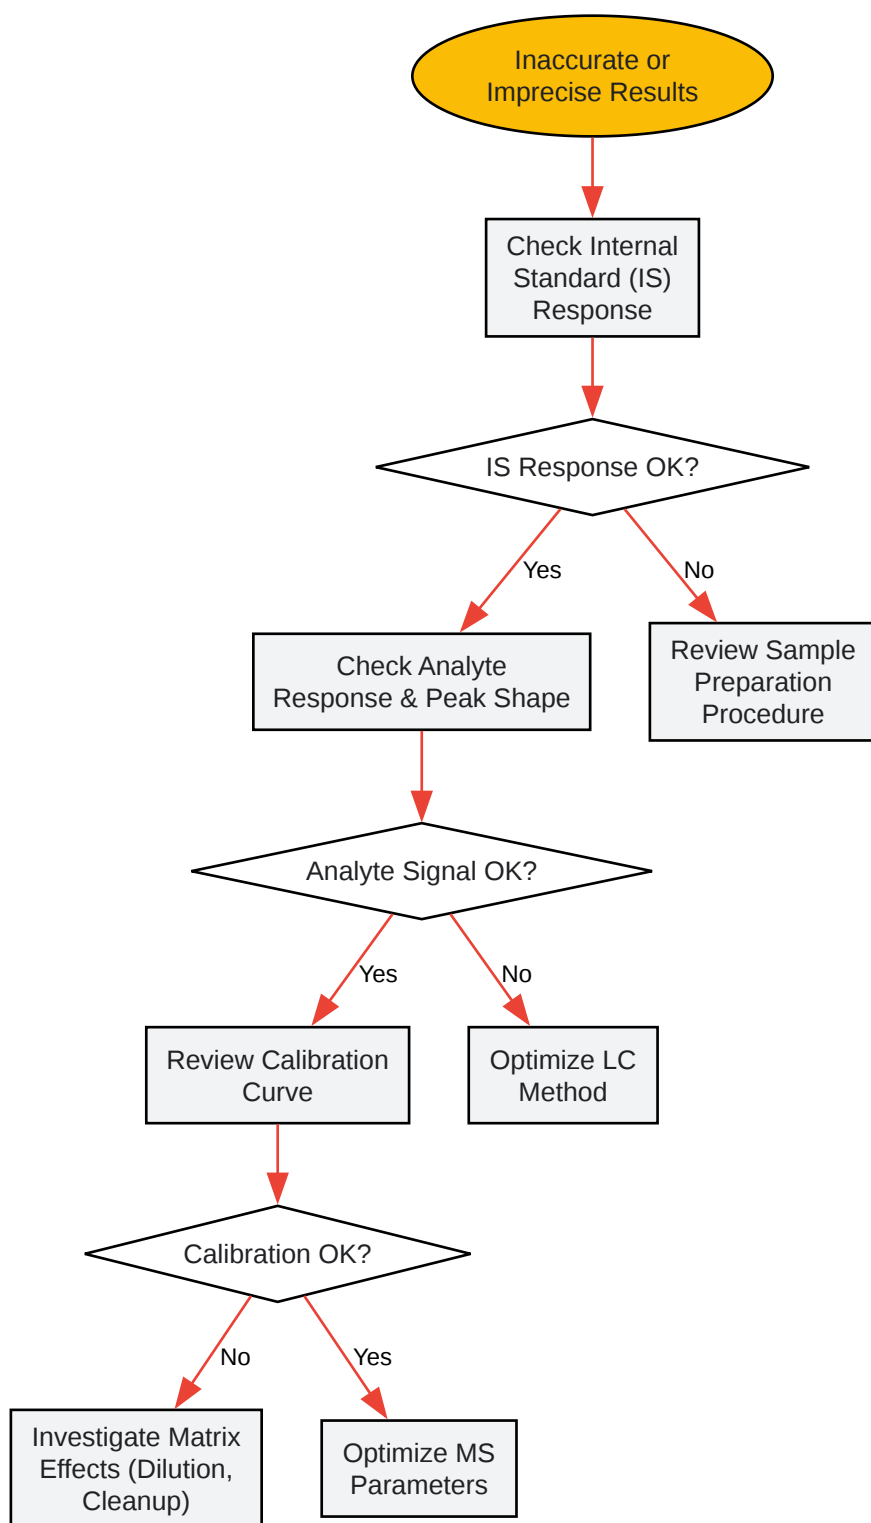 Inaccurate or
Imprecise Results
Check Internal
Standard (IS)
Response
IS Response OK?
Yes
No
Check Analyte
Response & Peak Shape
Review Sample
Preparation
Procedure
Analyte Signal OK?
Yes
No
Review Calibration
Curve
Optimize LC
Method
Calibration OK?
No
Yes
Investigate Matrix
Effects (Dilution,
Cleanup)
Optimize MS
Parameters